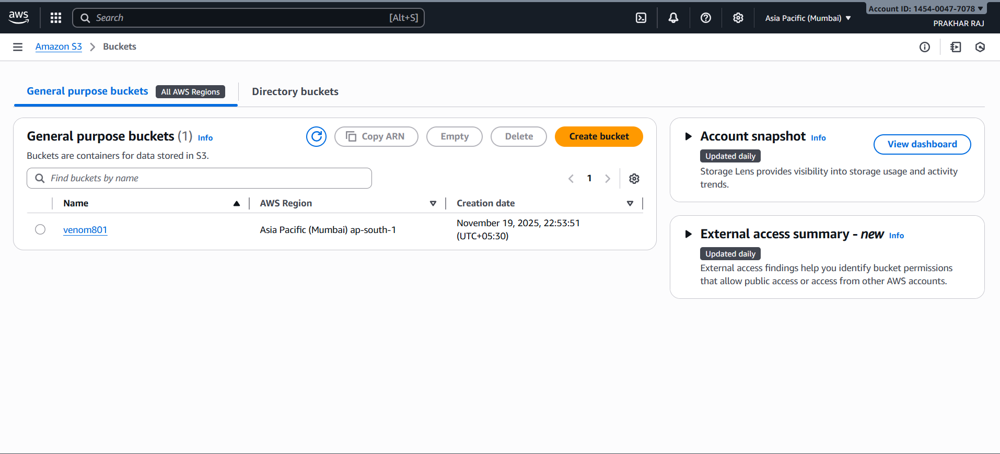 aws
Search [Alt+S]
Asia Pacific (Mumbai)
Account ID: 1454-0047-7078
PRAKHAR RAJ
Amazon S3 > Buckets
General purpose buckets All AWS Regions
Directory buckets
General purpose buckets (1) Info
Copy ARN
Empty
Delete
Create bucket
Buckets are containers for data stored in S3.
Find buckets by name
1
Name AWS Region Creation date
venom801 Asia Pacific (Mumbai) ap-south-1 November 19, 2025, 22:53:51
(UTC+05:30)
Account snapshot Info
View dashboard
Updated daily
Storage Lens provides visibility into storage usage and activity
trends.
External access summary - new Info
Updated daily
External access findings help you identify bucket permissions
that allow public access or access from other AWS accounts.